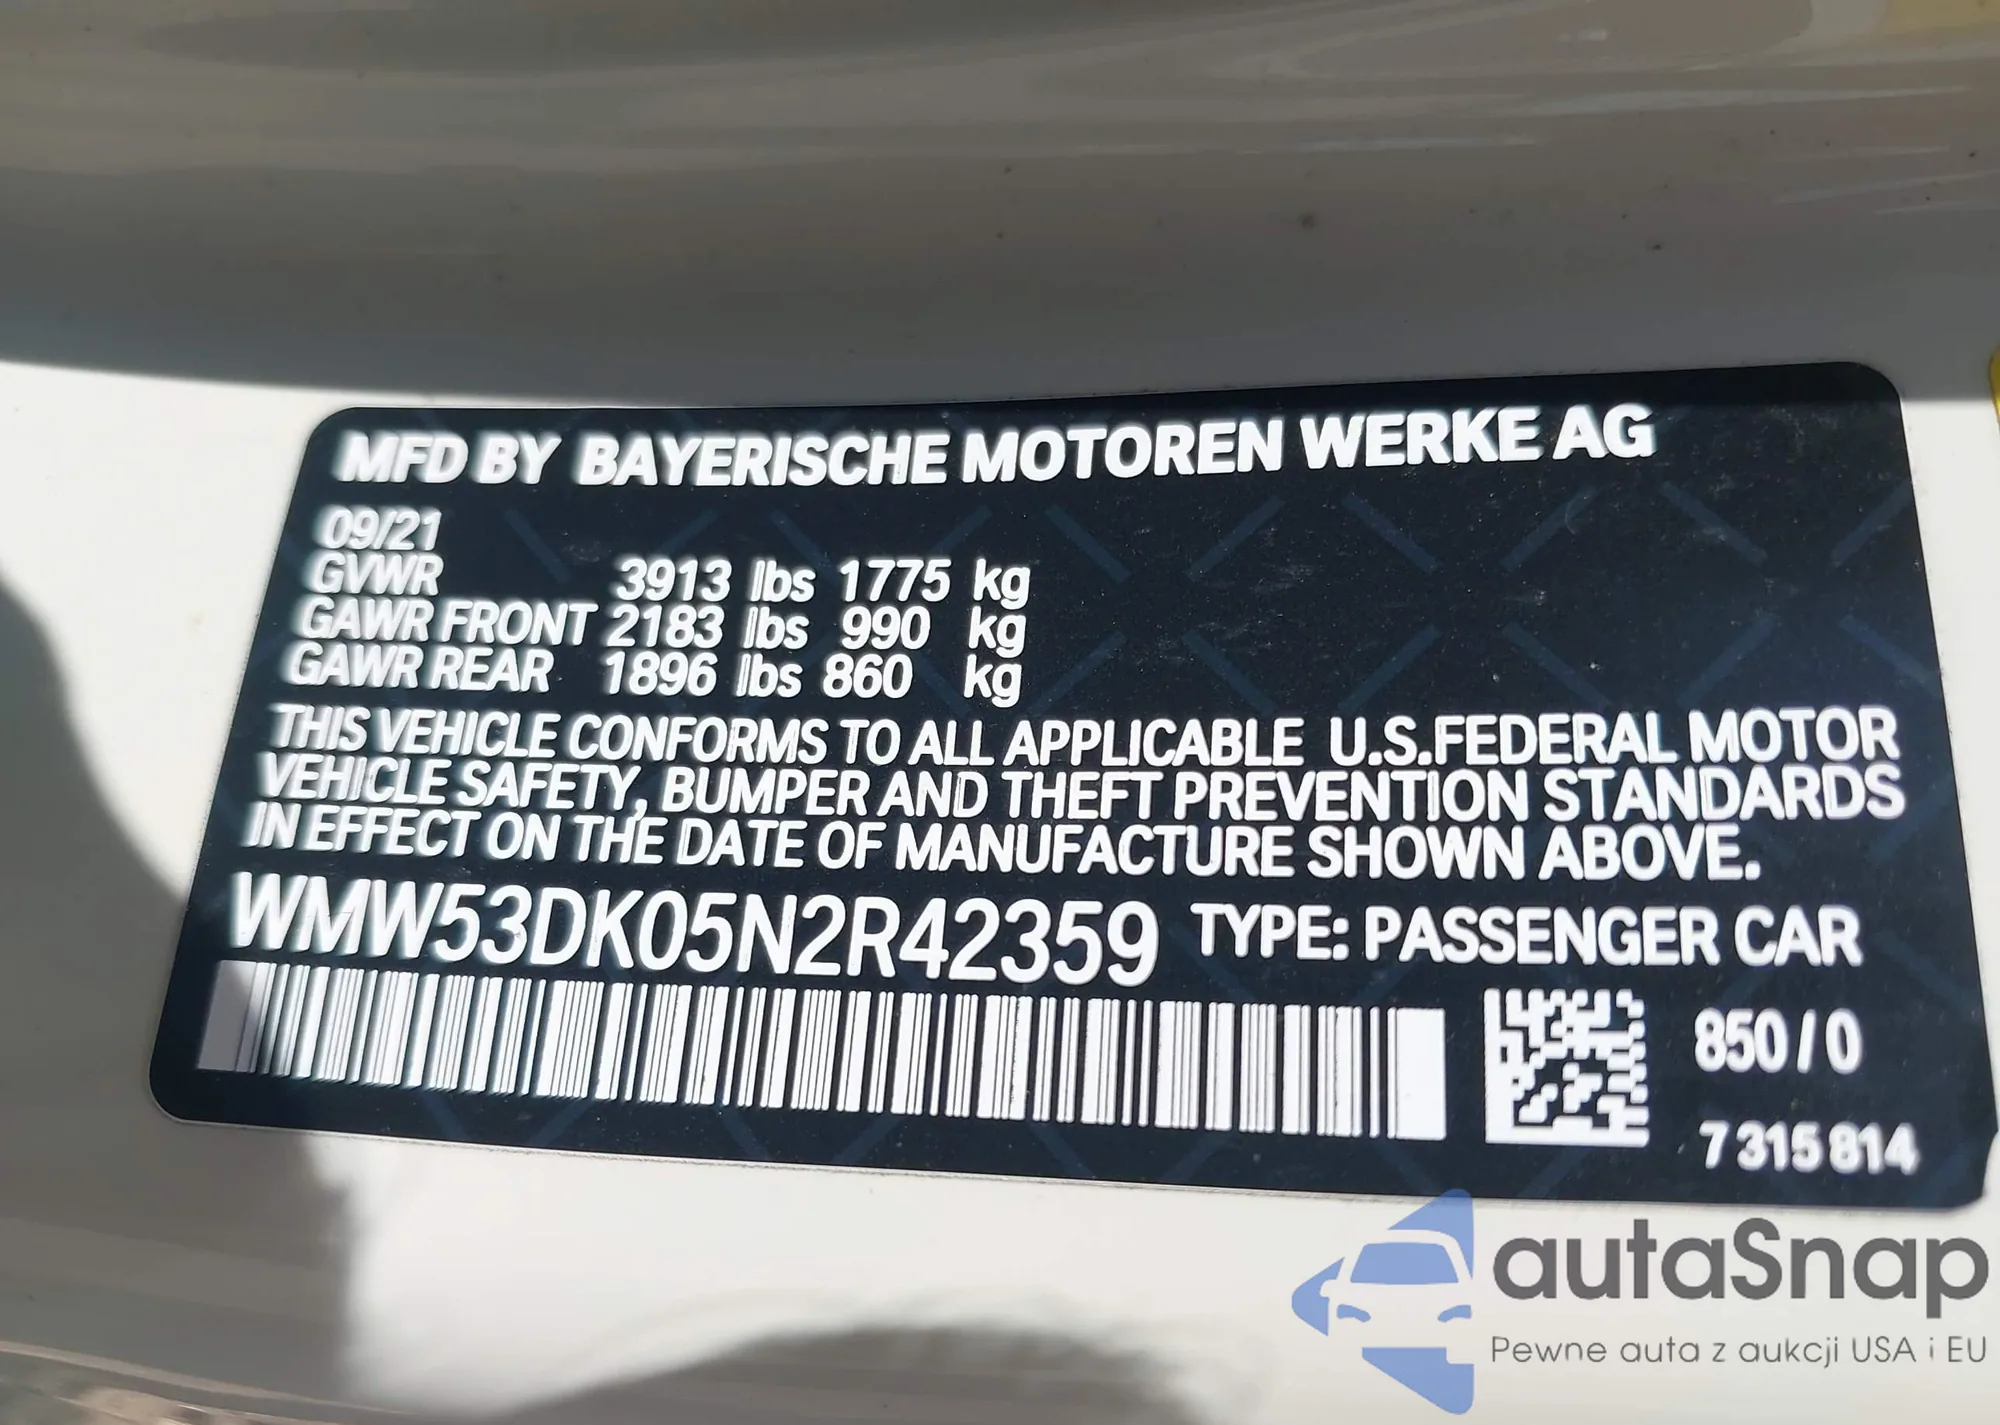 MFD BY BAYERISCHE MOTOREN WERKE AG
09/21
GVWR 3913 lbs 1775 kg
GAWR FRONT 2183 lbs 990 kg
GAWR REAR 1896 lbs 860 kg
THIS VEHICLE CONFORMS TO ALL APPLICABLE U.S.FEDERAL MOTOR
VEHICLE SAFETY, BUMPER AND THEFT PREVENTION STANDARDS
IN EFFECT ON THE DATE OF MANUFACTURE SHOWN ABOVE.
WMW53DK05N2R42359 TYPE: PASSENGER CAR
850/0
7 315 814
autaSnap
Pewne auta z aukcji USA i EU